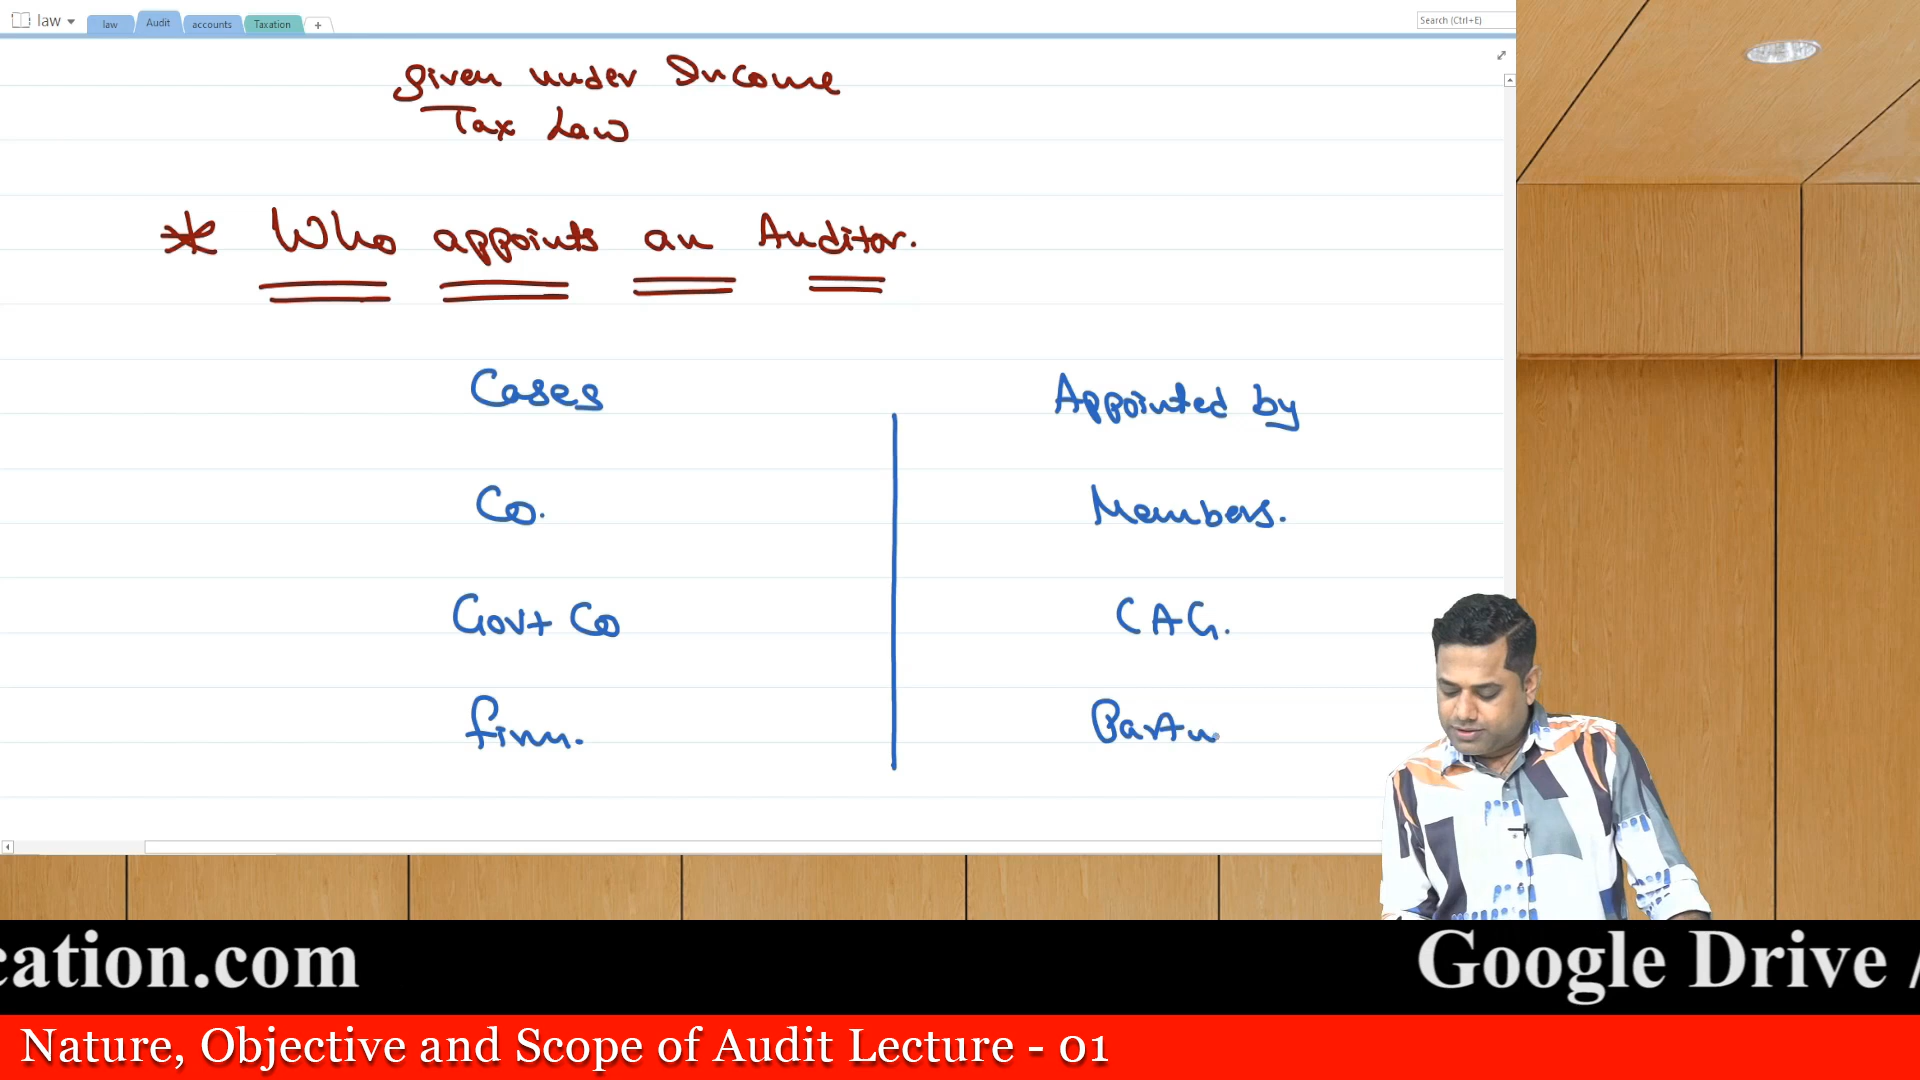 law
law Audit accounts Taxation +
Search (Ctrl+E)
given under Income
Tax Law
* Who appoints an Auditor.
Cases Appointed by
Co. Members.
Govt Co CAG.
firm. Partn
cation.com Google Drive /
Nature, Objective and Scope of Audit Lecture - 01